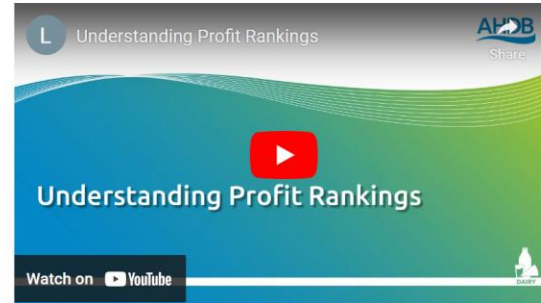 L
Understanding Profit Rankings
AHDB
Share
Understanding Profit Rankings
Watch on YouTube
DAIRY